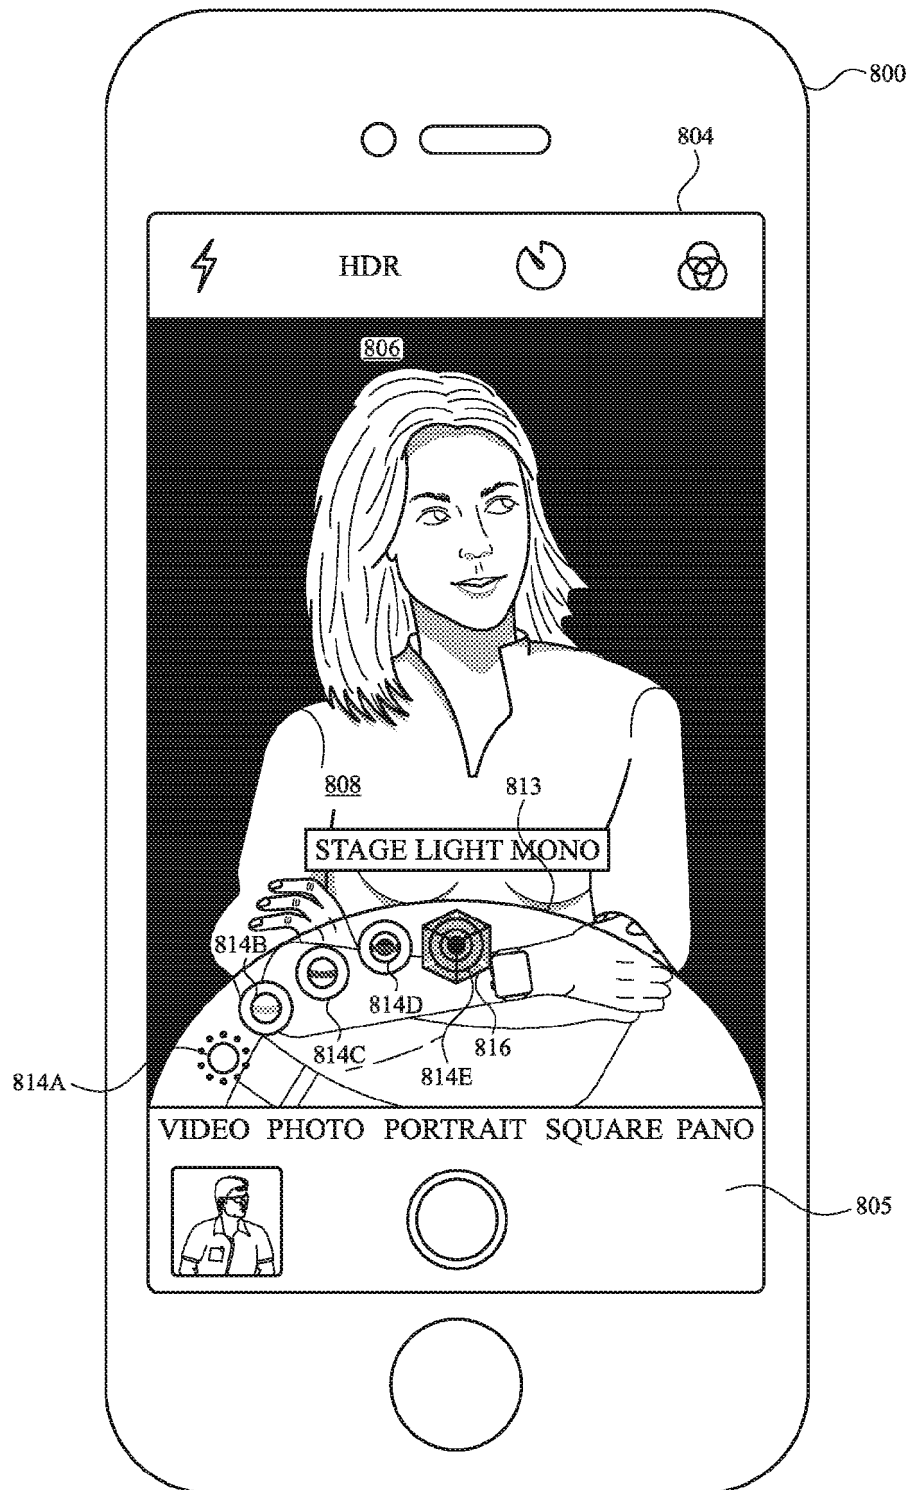 800
804
HDR
806
808
813
STAGE LIGHT MONO
814B
814D
814C
816
814E
814A
VIDEO PHOTO PORTRAIT SQUARE PANO
805